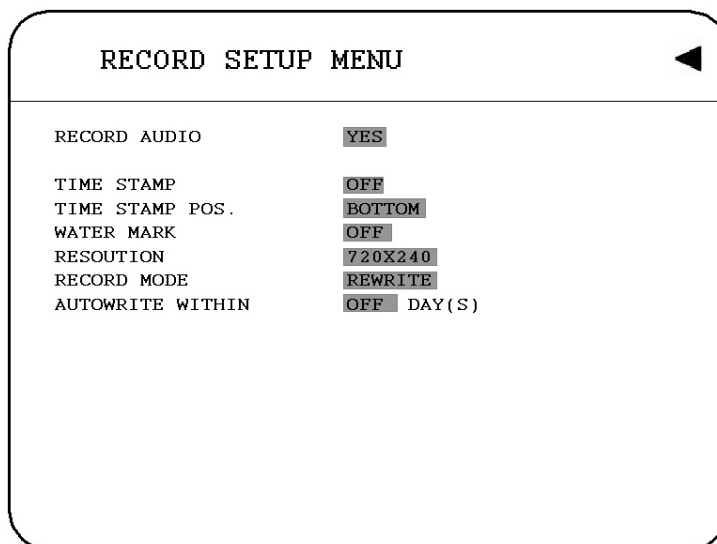 RECORD SETUP MENU
RECORD AUDIO YES
TIME STAMP OFF
TIME STAMP POS. BOTTOM
WATER MARK OFF
RESOUTION 720X240
RECORD MODE REWRITE
AUTOWRITE WITHIN OFF DAY(S)